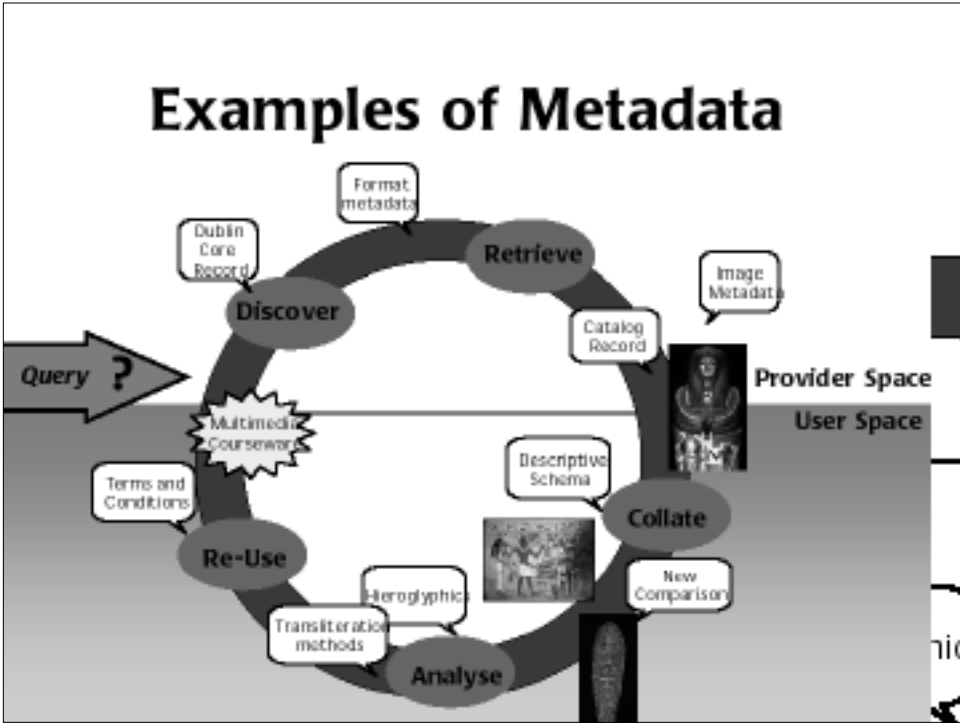 Examples of Metadata
Format
metadata
Dublin
Core
Record
Retrieve
Discover
Image
Metadata
Catalog
Record
Query ?
Provider Space
User Space
Multimedia
Courseware
Descriptive
Schema
Terms and
Conditions
Collate
Re-Use
New
Comparison
Hieroglyphics
Transliteration
methods
Analyse